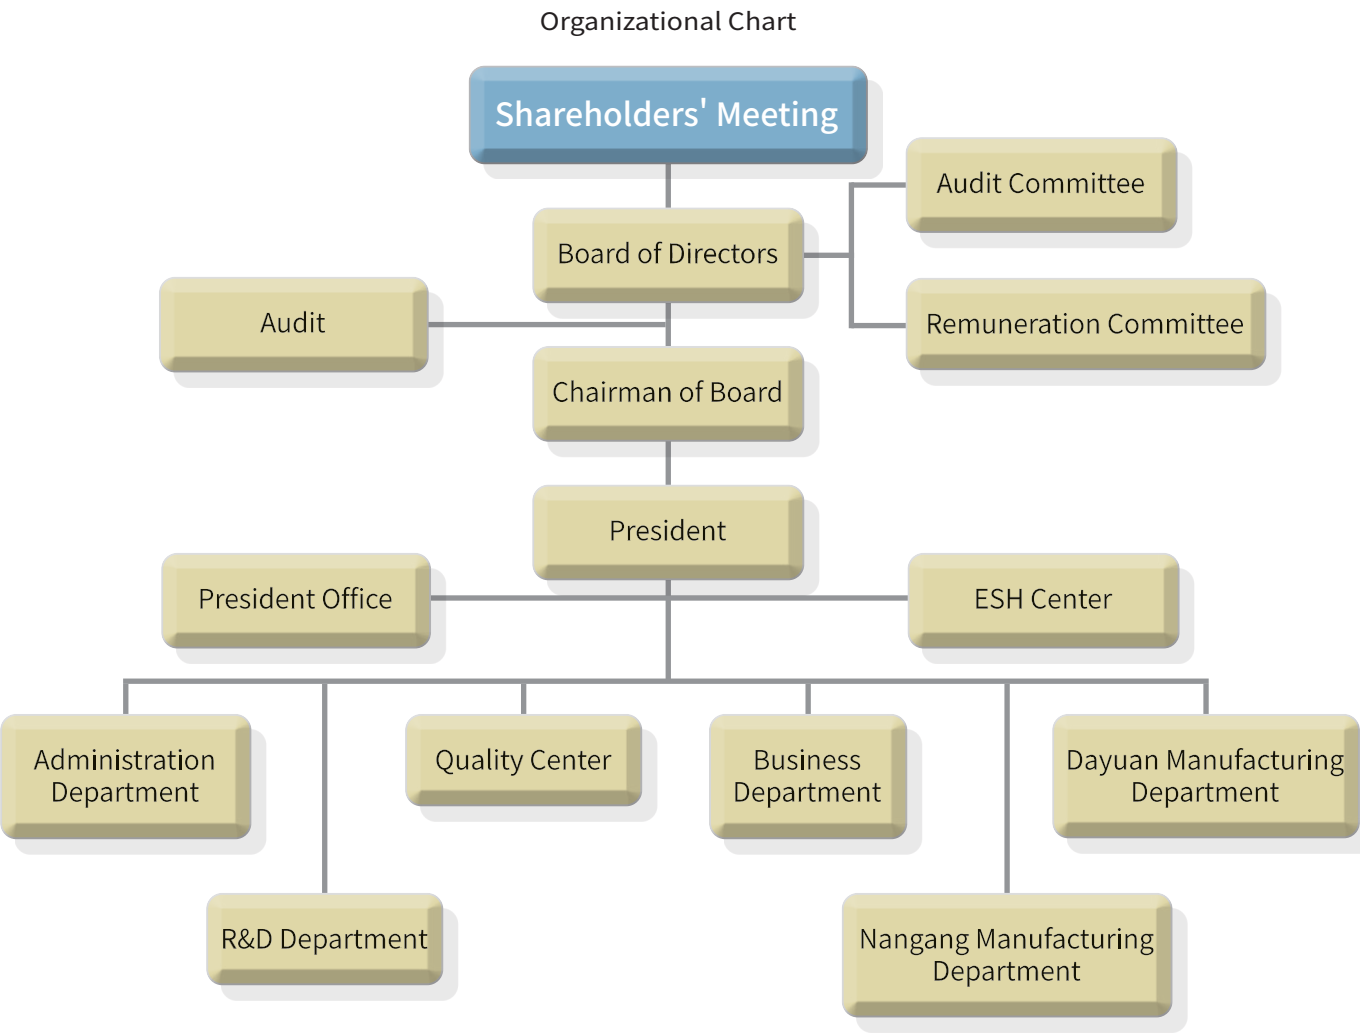 Organizational Chart
Shareholders' Meeting
Audit Committee
Board of Directors
Audit
Remuneration Committee
Chairman of Board
President
President Office
ESH Center
Administration
Department
Quality Center
Business
Department
Dayuan Manufacturing
Department
R&D Department
Nangang Manufacturing
Department